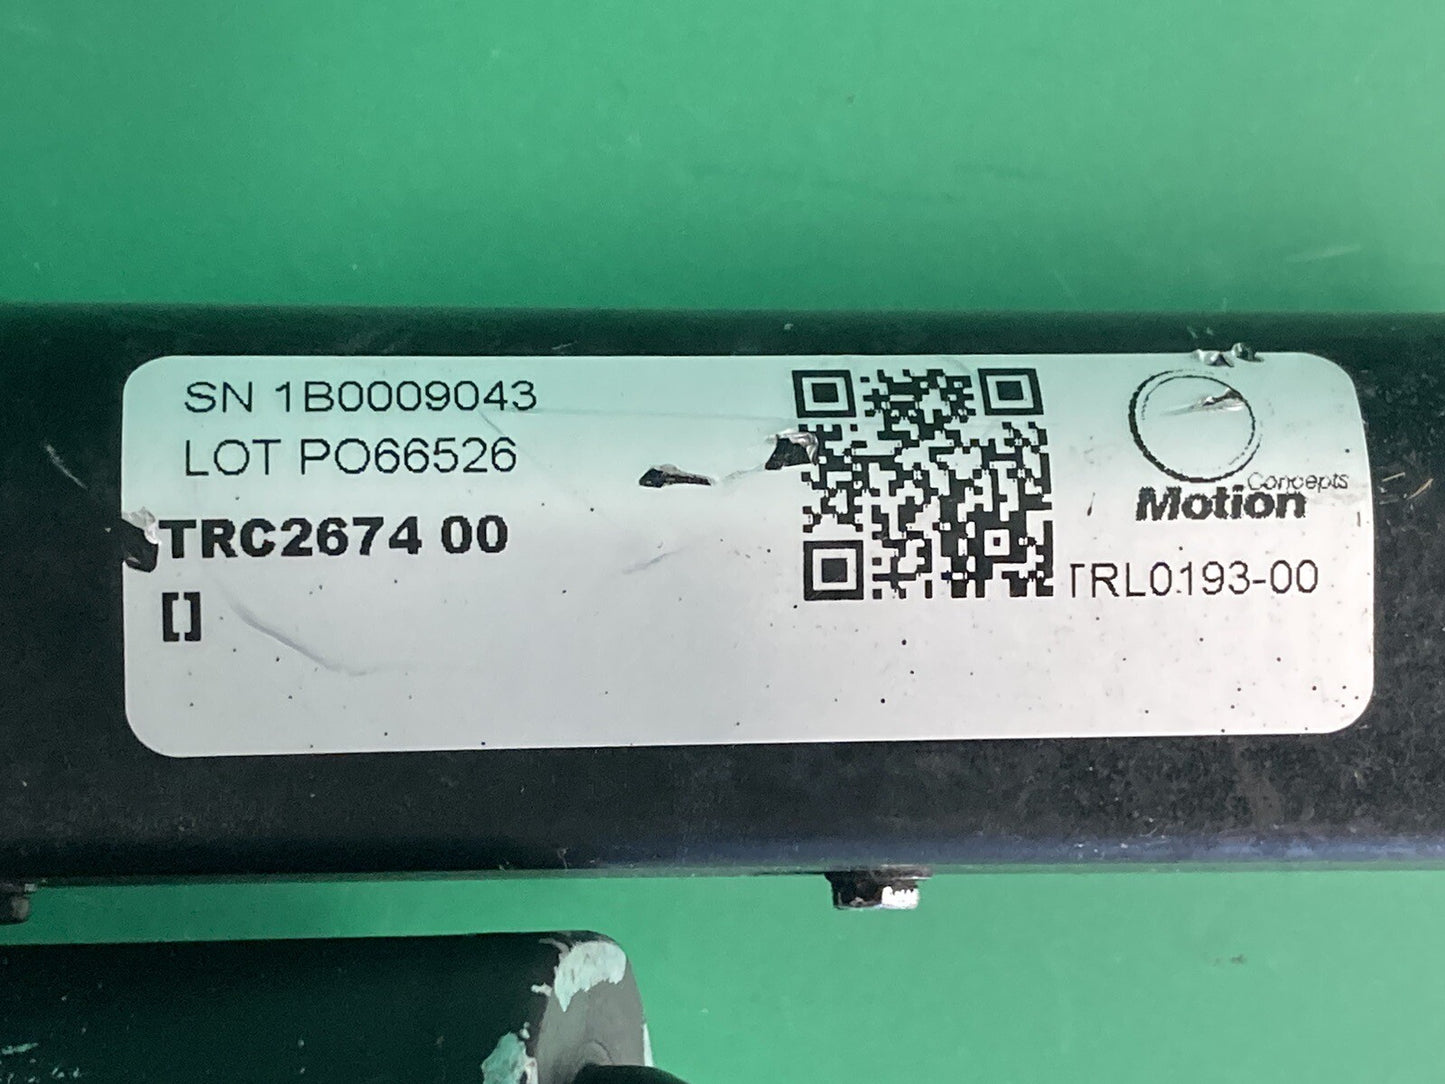 SN 1B0009043
LOT PO66526
TRC2674 00
[]
Concepts
Motion
TRL0193-00